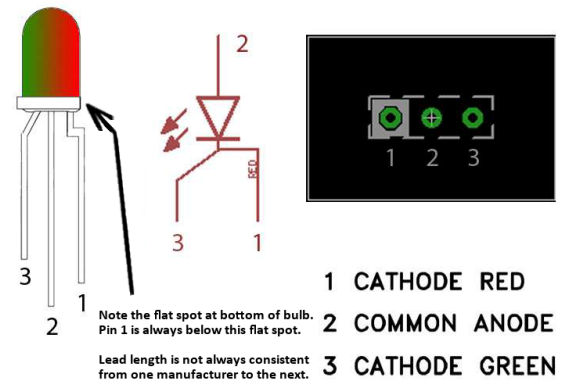 2
RED
3
1
1
2
3
3
2
1
Note the flat spot at bottom of bulb.
Pin 1 is always below this flat spot.
Lead length is not always consistent
from one manufacturer to the next.
1 CATHODE RED
2 COMMON ANODE
3 CATHODE GREEN